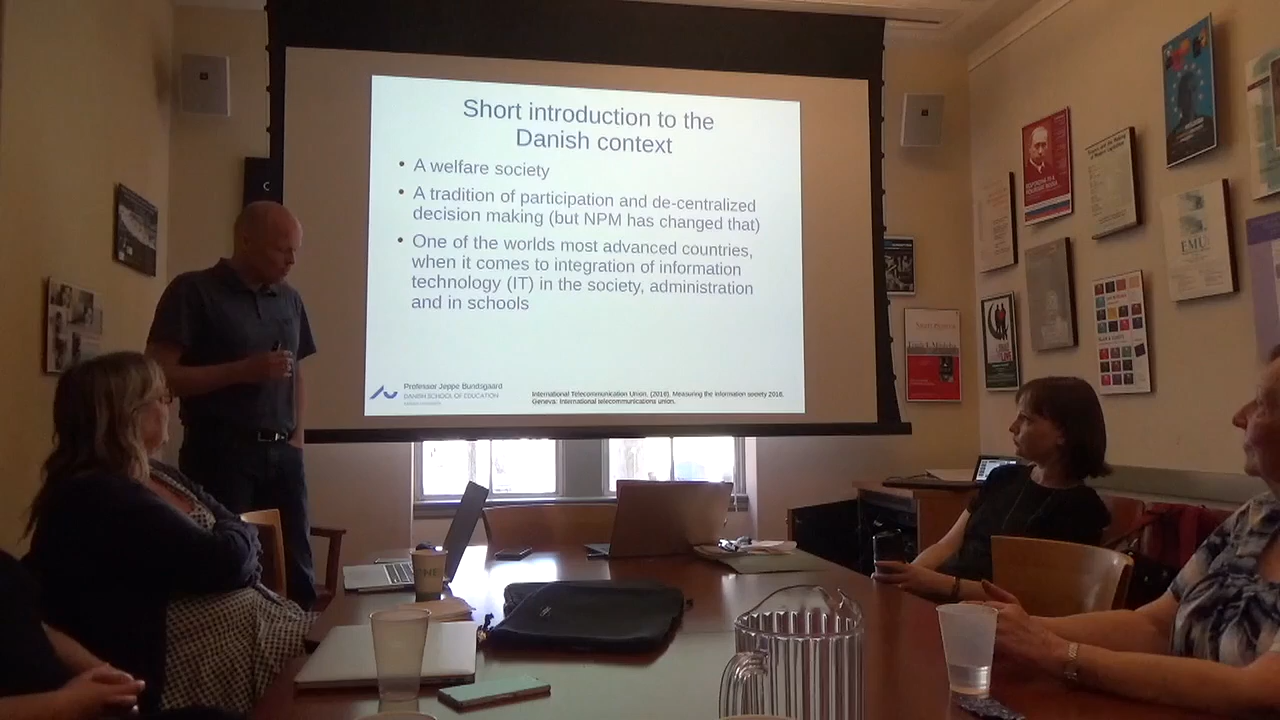 Short introduction to the
Danish context
• A welfare society
• A tradition of participation and de-centralized
decision making (but NPM has changed that)
• One of the worlds most advanced countries,
when it comes to integration of information
technology (IT) in the society, administration
and in schools
Professor Jeppe Bundsgaard
DANISH SCHOOL OF EDUCATION
International Telecommunication Union, (2016). Measuring the information society 2016.
Geneva: International telecommunications union.
EMU